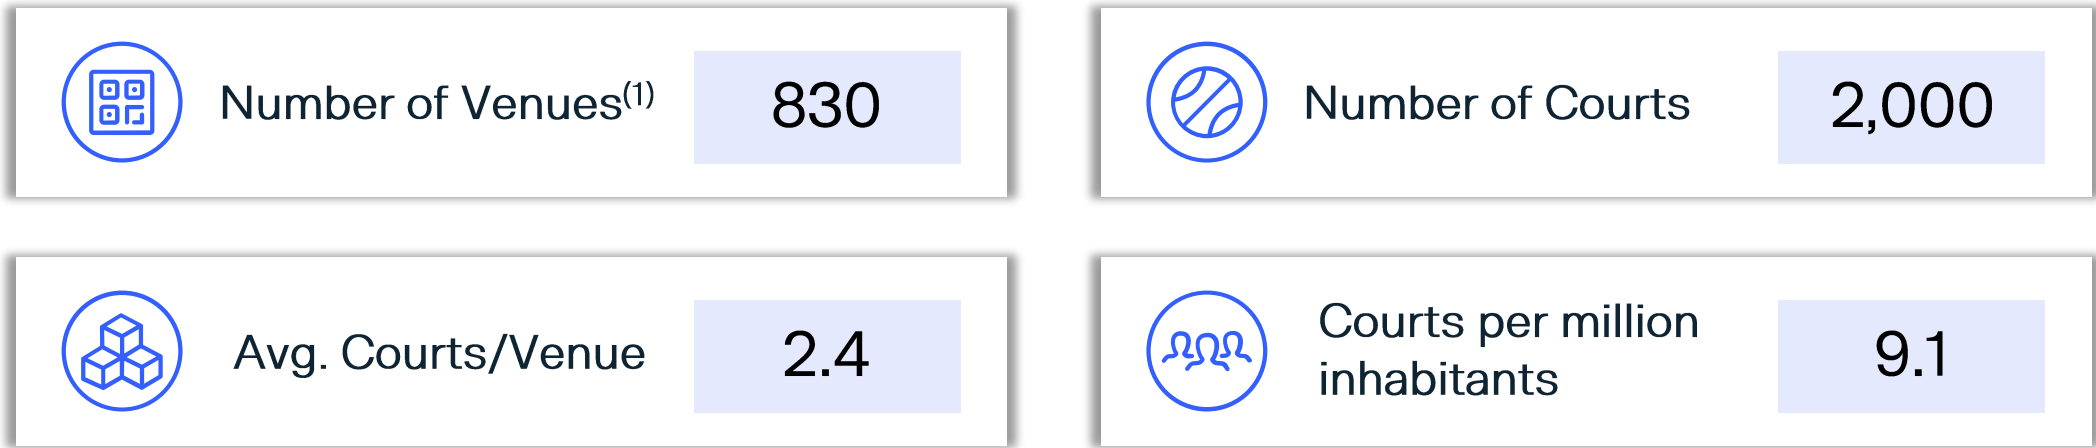 Number of Venues(1)
830
Number of Courts
2,000
Avg. Courts/Venue
2.4
Courts per million
inhabitants
9.1